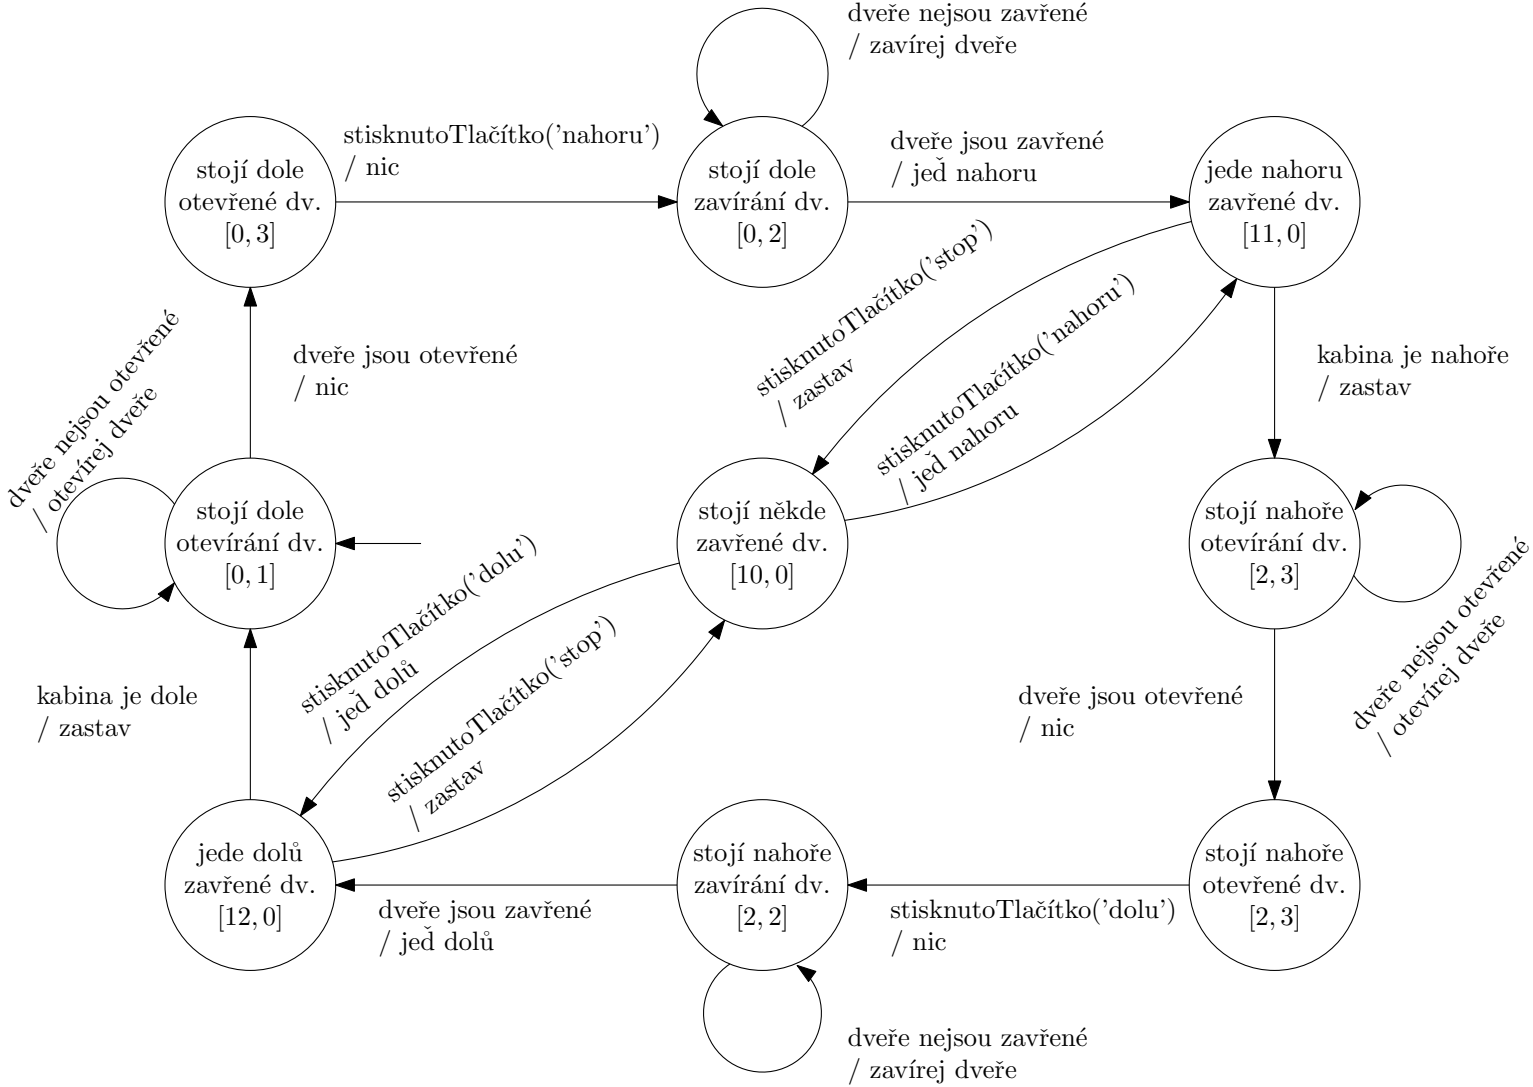 dveře nejsou zavřené
/ zavírej dveře
stisknutoTlačítko('nahoru')
/ nic
dveře jsou zavřené
/ jeď nahoru
stojí dole
otevřené dv.
[0, 3]
stojí dole
zavírání dv.
[0, 2]
jede nahoru
zavřené dv.
[11, 0]
stisknutoTlačítko('stop')
/ zastav
stisknutoTlačítko('nahoru')
/ jeď nahoru
dveře nejsou otevřené
/ otevírej dveře
dveře jsou otevřené
/ nic
kabina je nahoře
/ zastav
stojí dole
otevírání dv.
[0, 1]
stojí někde
zavřené dv.
[10, 0]
stojí nahoře
otevírání dv.
[2, 3]
stisknutoTlačítko('dolu')
/ jeď dolů
stisknutoTlačítko('stop')
/ zastav
dveře nejsou otevřené
/ otevírej dveře
kabina je dole
/ zastav
dveře jsou otevřené
/ nic
jede dolů
zavřené dv.
[12, 0]
stojí nahoře
zavírání dv.
[2, 2]
stojí nahoře
otevřené dv.
[2, 3]
dveře jsou zavřené
/ jeď dolů
stisknutoTlačítko('dolu')
/ nic
dveře nejsou zavřené
/ zavírej dveře